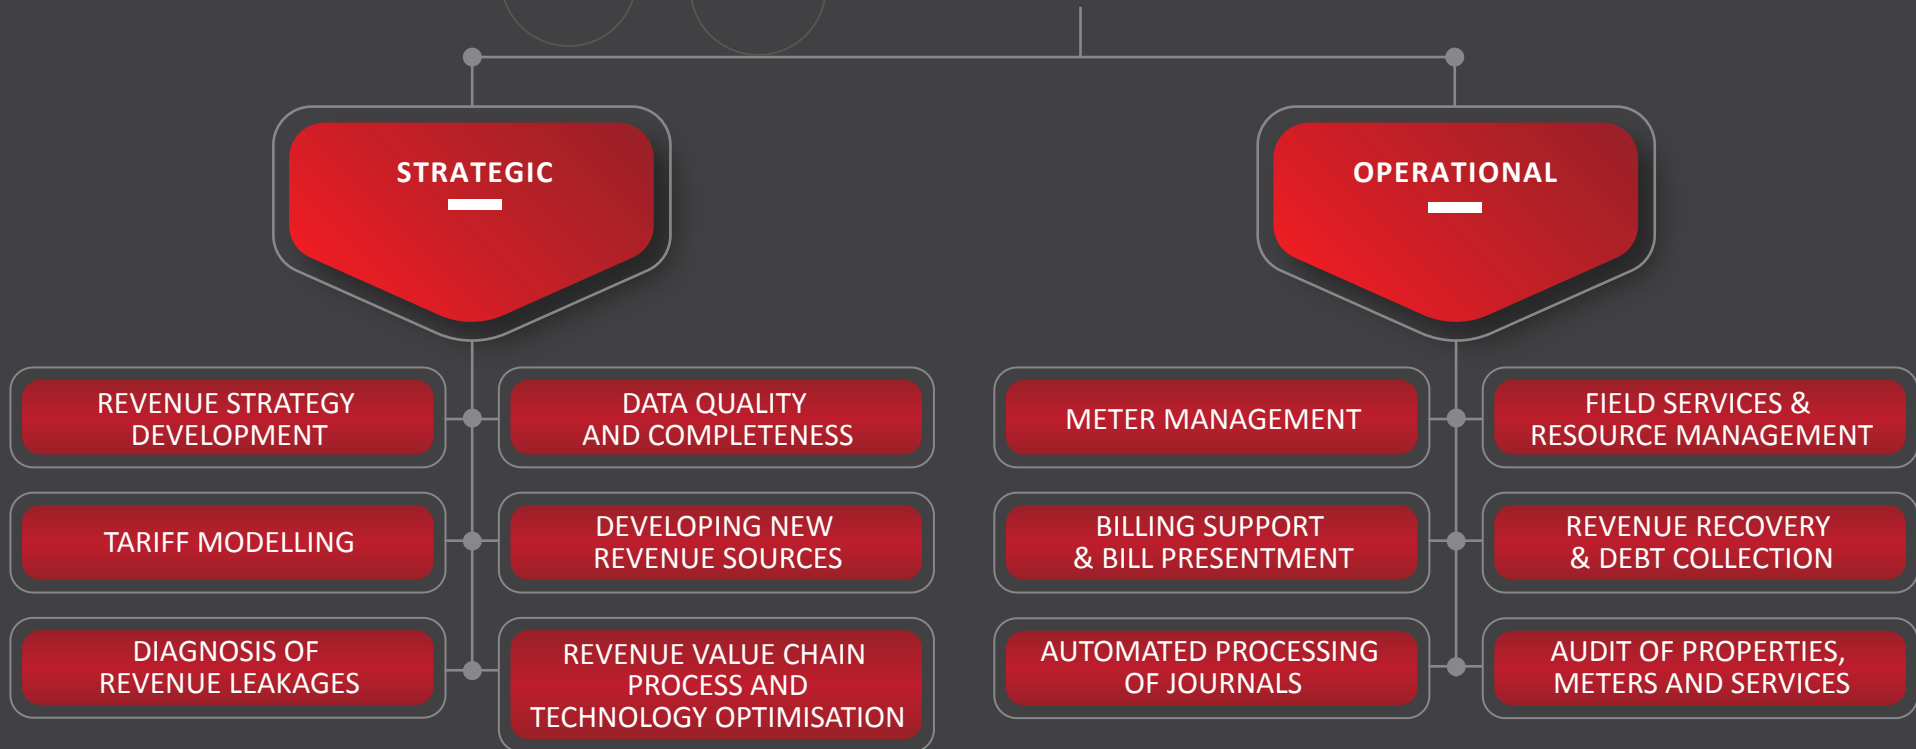 STRATEGIC
OPERATIONAL
REVENUE STRATEGY
DEVELOPMENT
DATA QUALITY
AND COMPLETENESS
TARIFF MODELLING
DEVELOPING NEW
REVENUE SOURCES
DIAGNOSIS OF
REVENUE LEAKAGES
REVENUE VALUE CHAIN
PROCESS AND
TECHNOLOGY OPTIMISATION
METER MANAGEMENT
FIELD SERVICES &
RESOURCE MANAGEMENT
BILLING SUPPORT
& BILL PRESENTMENT
REVENUE RECOVERY
& DEBT COLLECTION
AUTOMATED PROCESSING
OF JOURNALS
AUDIT OF PROPERTIES,
METERS AND SERVICES